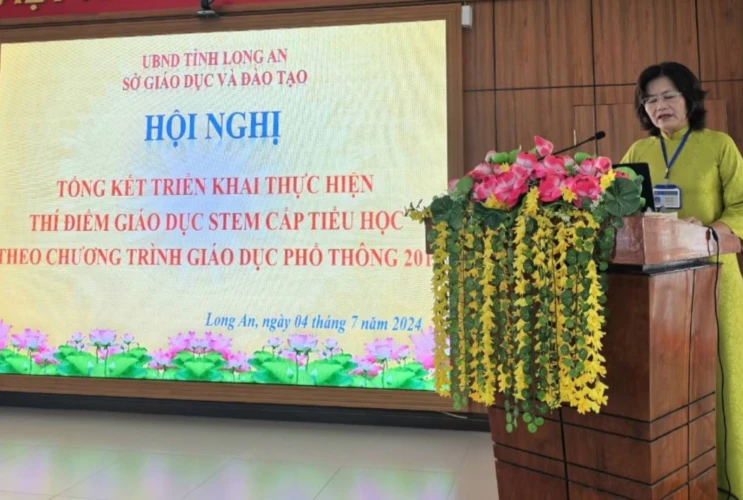 UBND TỈNH LONG AN
SỞ GIÁO DỤC VÀ ĐÀO TẠO
HỘI NGHỊ
TỔNG KẾT TRIỂN KHAI THỰC HIỆN
THÍ ĐIỂM GIÁO DỤC STEM CẤP TIỂU HỌC
THEO CHƯƠNG TRÌNH GIÁO DỤC PHỔ THÔNG 201
Long An, ngày 04 tháng 7 năm 2024